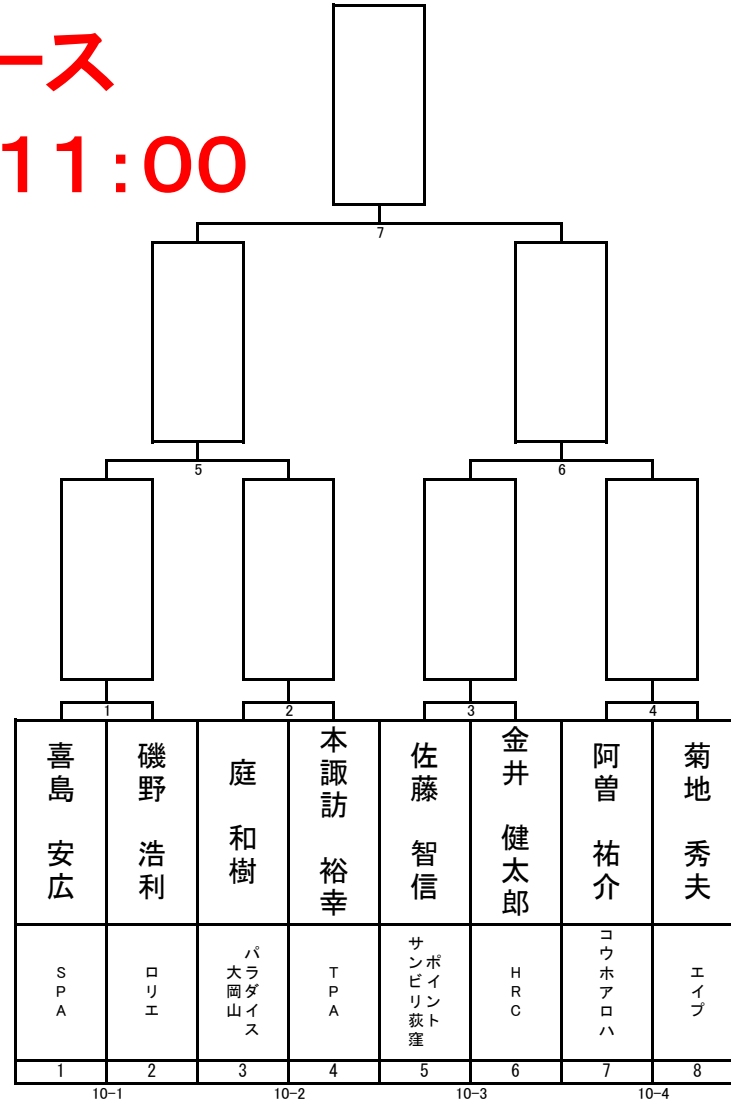 ース
11:00
7
5
6
1
2
3
4
喜島 安広
磯野 浩利
庭 和樹
本諏訪 裕幸
佐藤 智信
金井 健太郎
阿曽 祐介
菊地 秀夫
SPA
ロリエ
パラダイス
大岡山
TPA
ポイント
サンビリ荻窪
HRC
コウホアロハ
エイプ
1
2
3
4
5
6
7
8
10-1
10-2
10-3
10-4